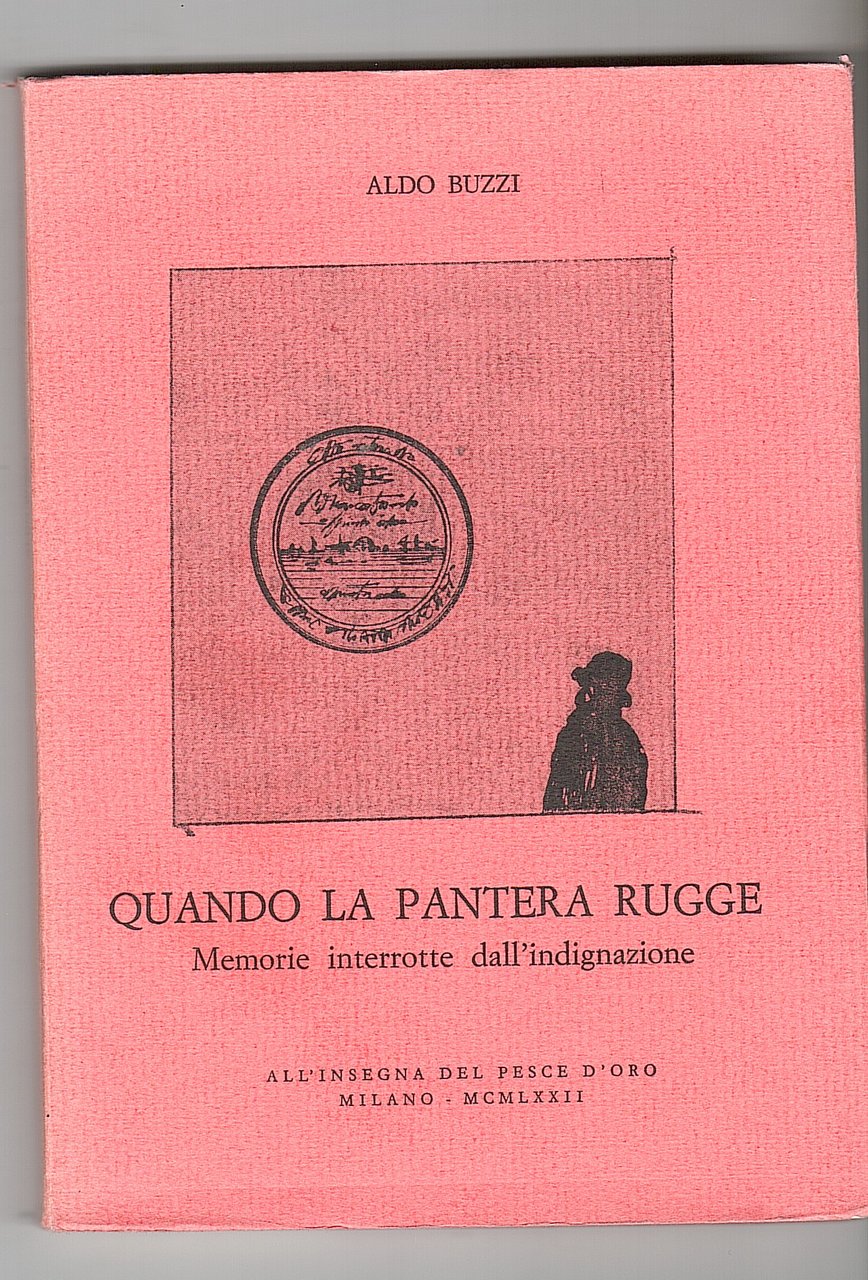 ALDO BUZZI
QUANDO LA PANTERA RUGGE
Memorie interrotte dall'indignazione
ALL'INSEGNA DEL PESCE D'ORO
MILANO - MCMLXXII